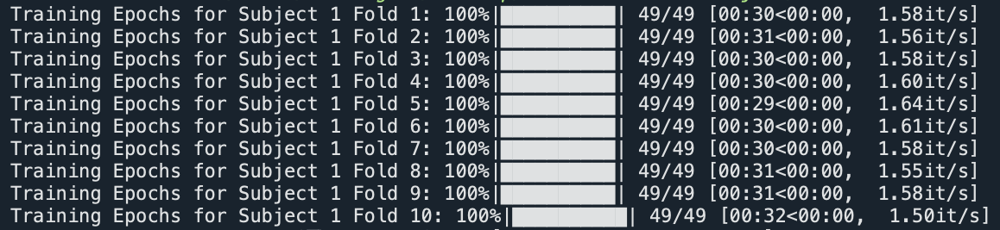 Training Epochs for Subject 1 Fold 1: 100%|██████████| 49/49 [00:30<00:00,  1.58it/s]
Training Epochs for Subject 1 Fold 2: 100%|██████████| 49/49 [00:31<00:00,  1.56it/s]
Training Epochs for Subject 1 Fold 3: 100%|██████████| 49/49 [00:30<00:00,  1.58it/s]
Training Epochs for Subject 1 Fold 4: 100%|██████████| 49/49 [00:30<00:00,  1.60it/s]
Training Epochs for Subject 1 Fold 5: 100%|██████████| 49/49 [00:29<00:00,  1.64it/s]
Training Epochs for Subject 1 Fold 6: 100%|██████████| 49/49 [00:30<00:00,  1.61it/s]
Training Epochs for Subject 1 Fold 7: 100%|██████████| 49/49 [00:30<00:00,  1.58it/s]
Training Epochs for Subject 1 Fold 8: 100%|██████████| 49/49 [00:31<00:00,  1.55it/s]
Training Epochs for Subject 1 Fold 9: 100%|██████████| 49/49 [00:31<00:00,  1.58it/s]
Training Epochs for Subject 1 Fold 10: 100%|██████████| 49/49 [00:32<00:00,  1.50it/s]